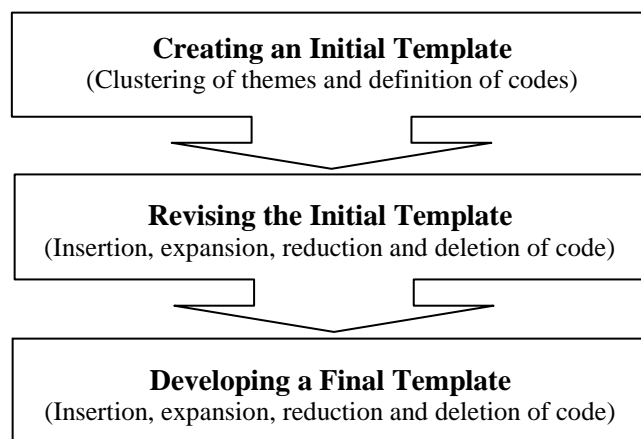 Creating an Initial Template
(Clustering of themes and definition of codes)
Revising the Initial Template
(Insertion, expansion, reduction and deletion of code)
Developing a Final Template
(Insertion, expansion, reduction and deletion of code)